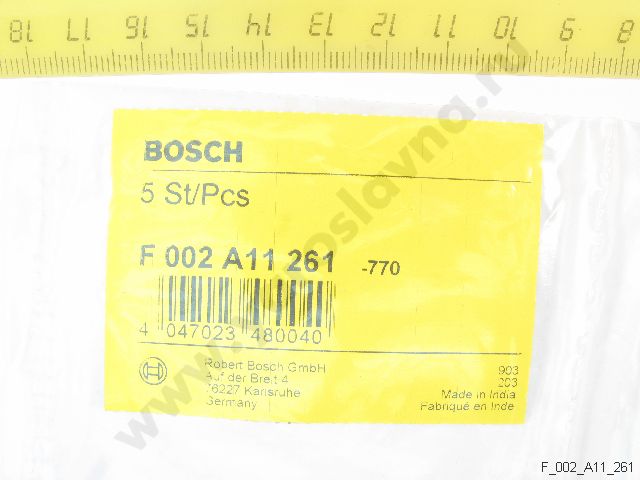 18 17 16 15 14 13 12 11 10 9 8
BOSCH
5 St/Pcs
F 002 A11 261 -770
4 047023 480040
Robert Bosch GmbH
Auf der Breit 4
76227 Karlsruhe
Germany
993
293
Made in India
Fabriqué en Inde
F_002_A11_261